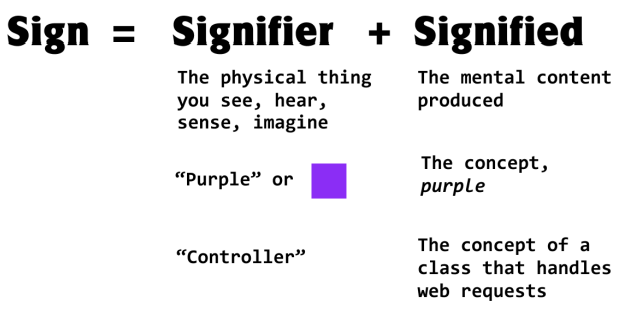 Sign = Signifier + Signified
The physical thing
you see, hear,
sense, imagine
The mental content
produced
“Purple” or
The concept,
purple
“Controller”
The concept of a
class that handles
web requests